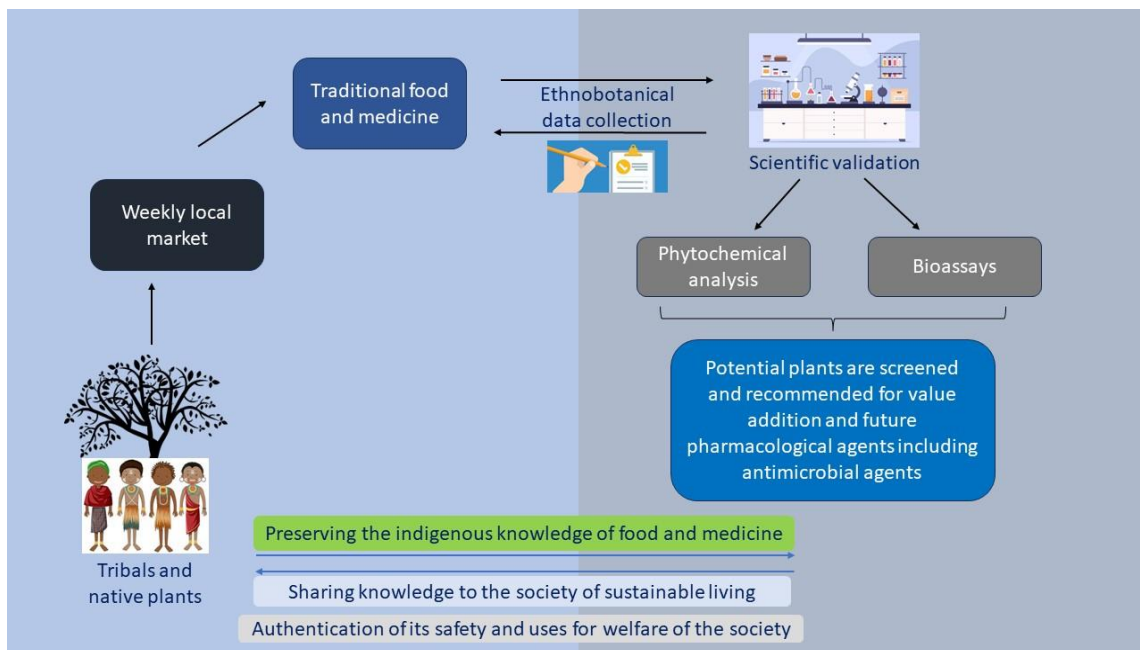 Traditional food
and medicine
Ethnobotanical
data collection
Scientific validation
Weekly local
market
Phytochemical
analysis
Bioassays
Potential plants are screened
and recommended for value
addition and future
pharmacological agents including
antimicrobial agents
Tribals and
native plants
Preserving the indigenous knowledge of food and medicine
Sharing knowledge to the society of sustainable living
Authentication of its safety and uses for welfare of the society